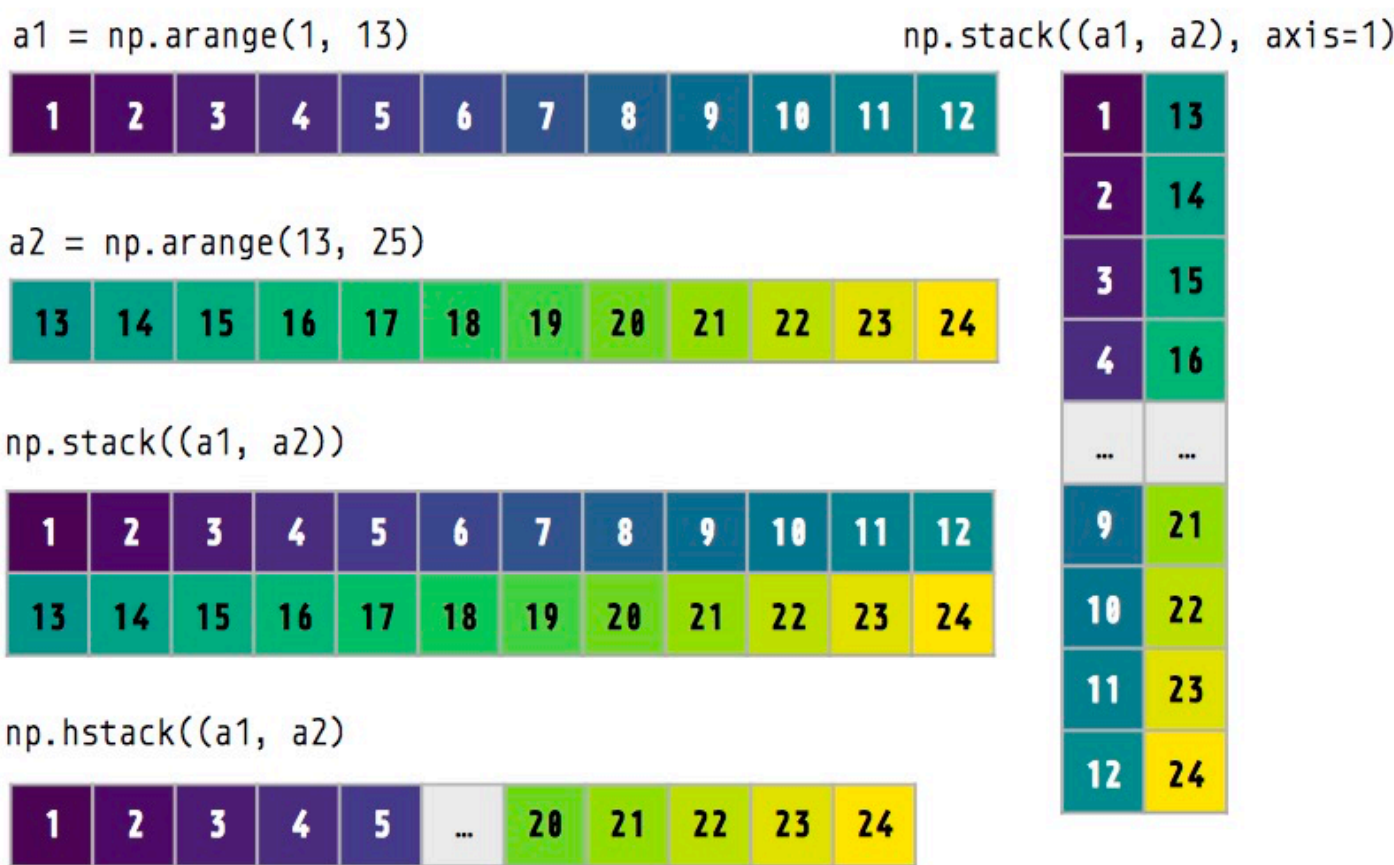 a1 = np.arange(1, 13)
1 2 3 4 5 6 7 8 9 10 11 12
a2 = np.arange(13, 25)
13 14 15 16 17 18 19 20 21 22 23 24
np.stack((a1, a2))
1 2 3 4 5 6 7 8 9 10 11 12
13 14 15 16 17 18 19 20 21 22 23 24
np.hstack((a1, a2)
1 2 3 4 5 … 20 21 22 23 24
np.stack((a1, a2), axis=1)
1 13
2 14
3 15
4 16
… …
9 21
10 22
11 23
12 24